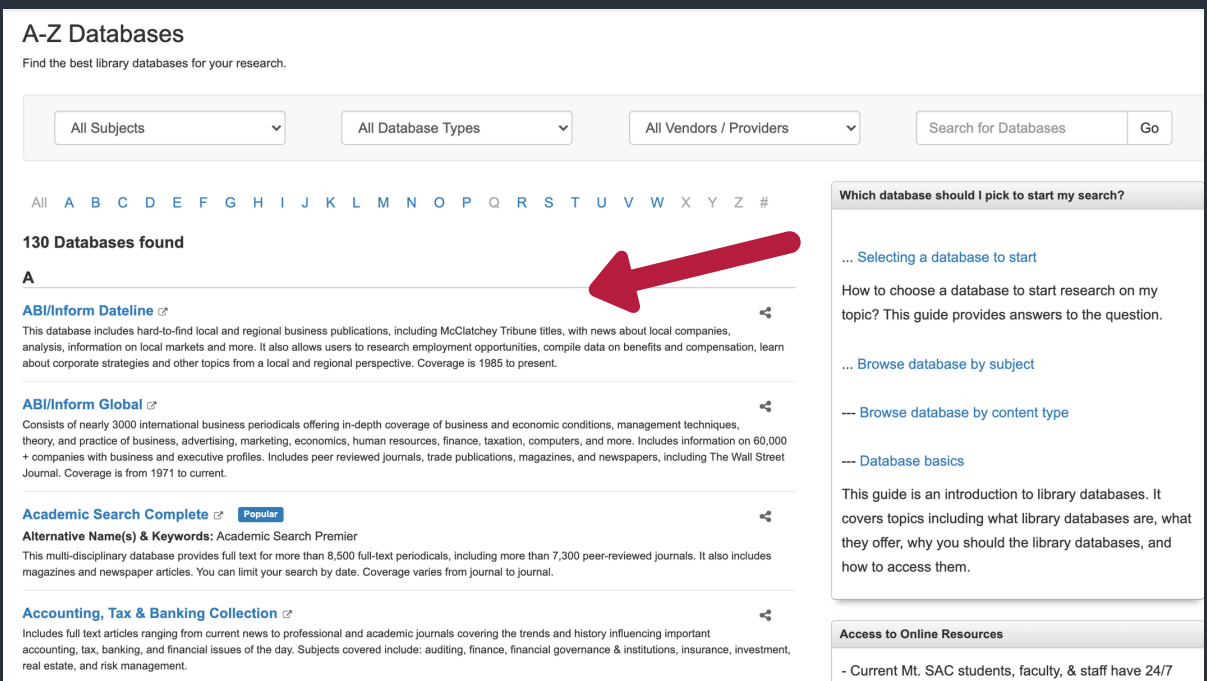 A-Z Databases
Find the best library databases for your research.
All Subjects
All Database Types
All Vendors / Providers
Search for Databases
Go
All A B C D E F G H I J K L M N O P Q R S T U V W X Y Z #
130 Databases found
A
ABI/Inform Dateline
This database includes hard-to-find local and regional business publications, including McClatchey Tribune titles, with news about local companies,
analysis, information on local markets and more. It also allows users to research employment opportunities, compile data on benefits and compensation, learn
about corporate strategies and other topics from a local and regional perspective. Coverage is 1985 to present.
ABI/Inform Global
Consists of nearly 3000 international business periodicals offering in-depth coverage of business and economic conditions, management techniques,
theory, and practice of business, advertising, marketing, economics, human resources, finance, taxation, computers, and more. Includes information on 60,000
+ companies with business and executive profiles. Includes peer reviewed journals, trade publications, magazines, and newspapers, including The Wall Street
Journal. Coverage is from 1971 to current.
Academic Search Complete Popular
Alternative Name(s) & Keywords: Academic Search Premier
This multi-disciplinary database provides full text for more than 8,500 full-text periodicals, including more than 7,300 peer-reviewed journals. It also includes
magazines and newspaper articles. You can limit your search by date. Coverage varies from journal to journal.
Accounting, Tax & Banking Collection
Includes full text articles ranging from current news to professional and academic journals covering the trends and history influencing important
accounting, tax, banking, and financial issues of the day. Subjects covered include: auditing, finance, financial governance & institutions, insurance, investment,
real estate, and risk management.
Which database should I pick to start my search?
... Selecting a database to start
How to choose a database to start research on my
topic? This guide provides answers to the question.
... Browse database by subject
--- Browse database by content type
--- Database basics
This guide is an introduction to library databases. It
covers topics including what library databases are, what
they offer, why you should the library databases, and
how to access them.
Access to Online Resources
- Current Mt. SAC students, faculty, & staff have 24/7